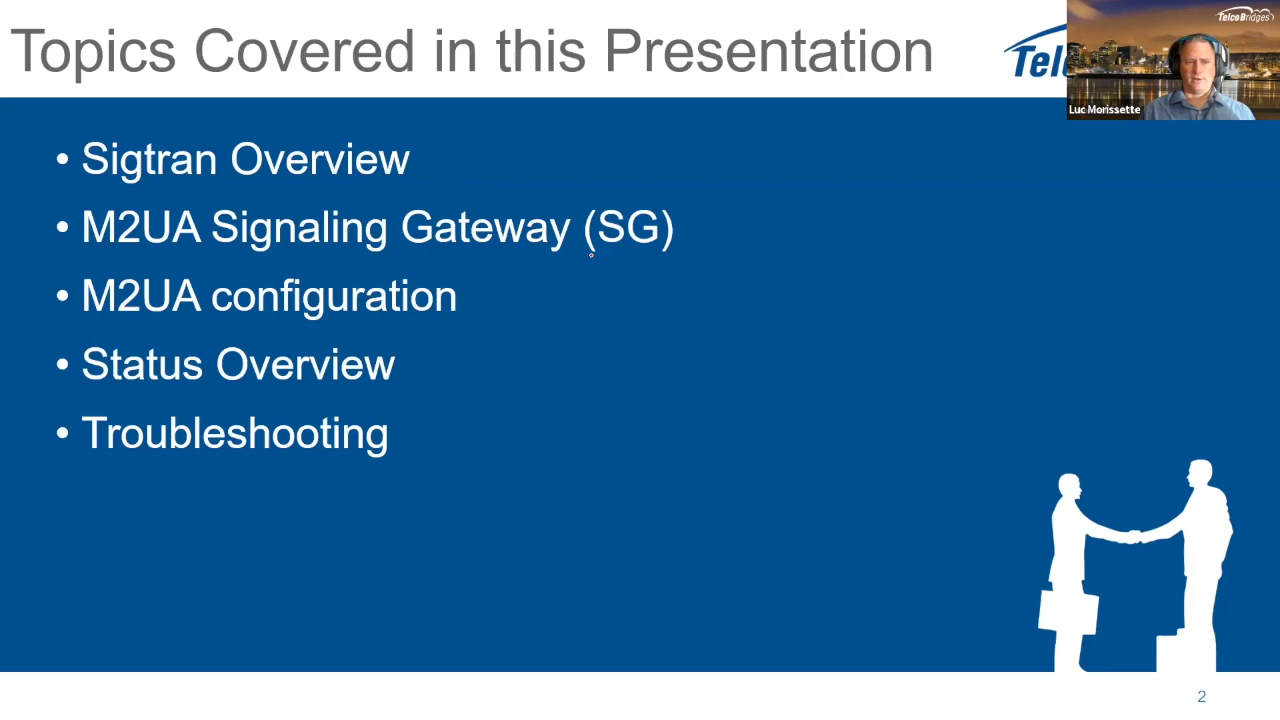 Topics Covered in this Presentation
TelcoBridges
Luc Morissette
• Sigtran Overview
• M2UA Signaling Gateway (SG)
• M2UA configuration
• Status Overview
• Troubleshooting
2